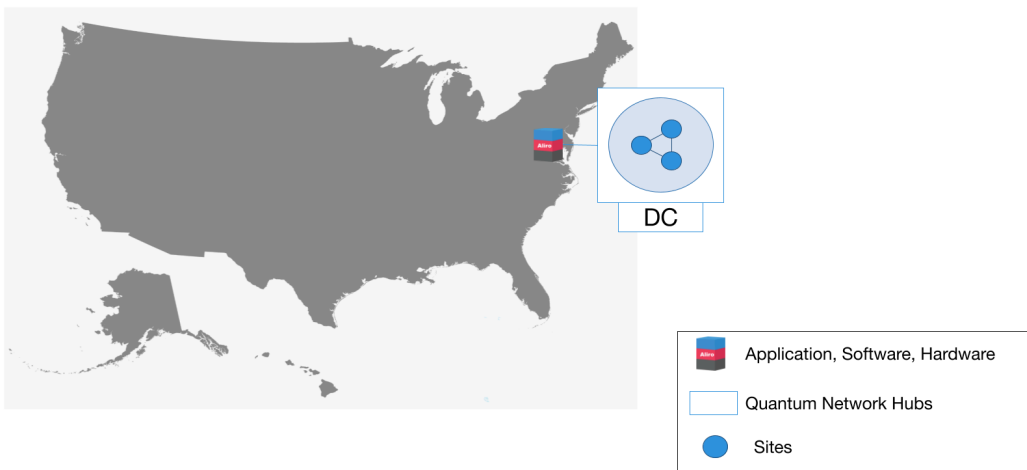 Aliro
DC
Aliro
Application, Software, Hardware
Quantum Network Hubs
Sites